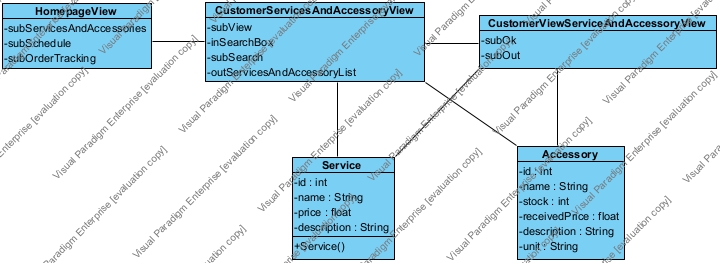 HomepageView
-subServicesAndAccessories
-subSchedule
-subOrderTracking
CustomerServicesAndAccessoryView
-subView
-inSearchBox
-subSearch
-outServicesAndAccessoryList
CustomerViewServiceAndAccessoryView
-subOk
-subOut
Service
-id : int
-name : String
-price : float
-description : String
+Service()
Accessory
-id : int
-name : String
-stock : int
-receivedPrice : float
-description : String
-unit : String
Visual Paradigm Enterprise [evaluation copy]